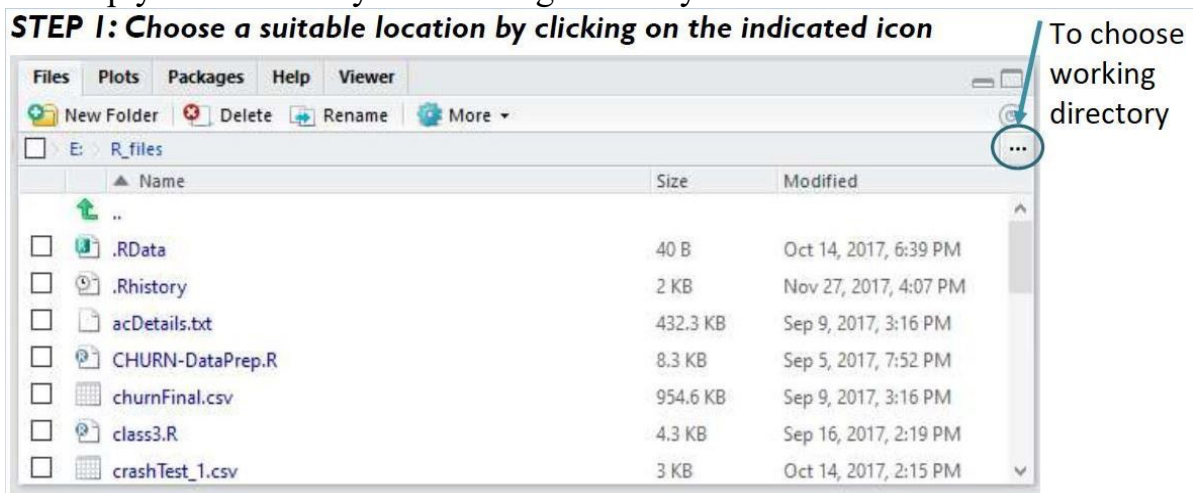 STEP 1: Choose a suitable location by clicking on the indicated icon
To choose
working
directory
Files Plots Packages Help Viewer
New Folder Delete Rename More
E: R_files ...
Name Size Modified
..
.RData 40 B Oct 14, 2017, 6:39 PM
.Rhistory 2 KB Nov 27, 2017, 4:07 PM
acDetails.txt 432.3 KB Sep 9, 2017, 3:16 PM
CHURN-DataPrep.R 8.3 KB Sep 5, 2017, 7:52 PM
churnFinal.csv 954.6 KB Sep 9, 2017, 3:16 PM
class3.R 4.3 KB Sep 16, 2017, 2:19 PM
crashTest_1.csv 3 KB Oct 14, 2017, 2:15 PM